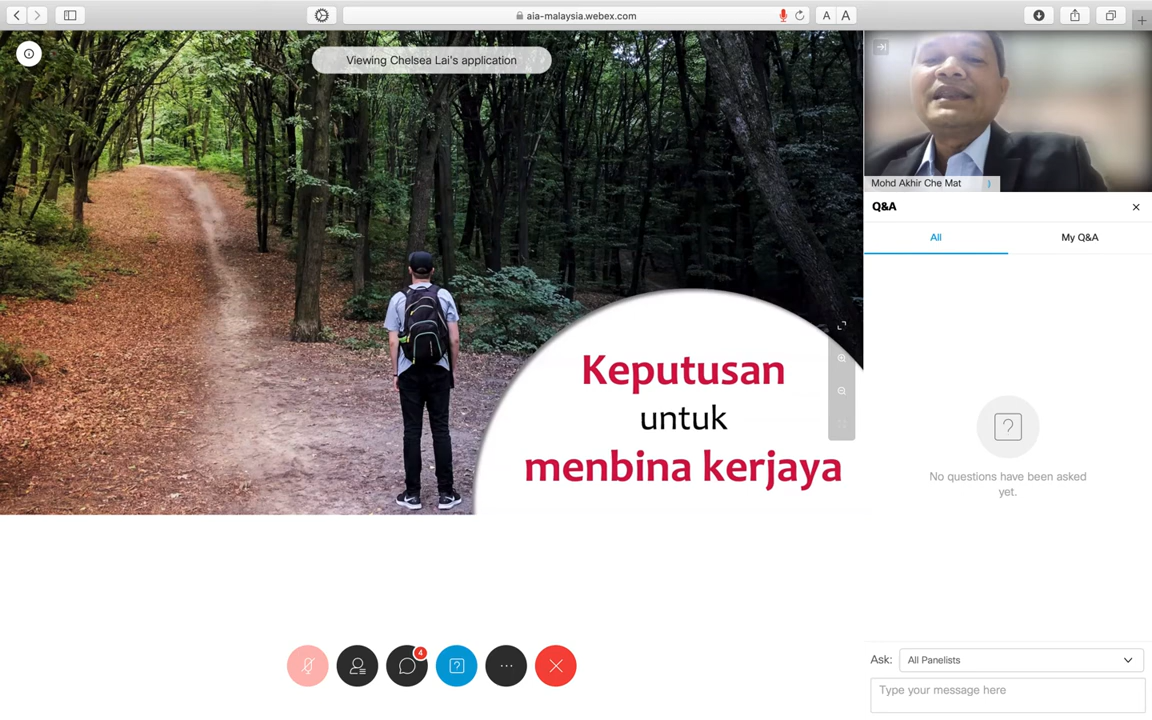 aia-malaysia.webex.com
A A
Viewing Chelsea Lai's application
Mohd Akhir Che Mat
Q&A
All
My Q&A
Keputusan
untuk
menbina kerjaya
No questions have been asked
yet.
4
Ask:
All Panelists
Type your message here